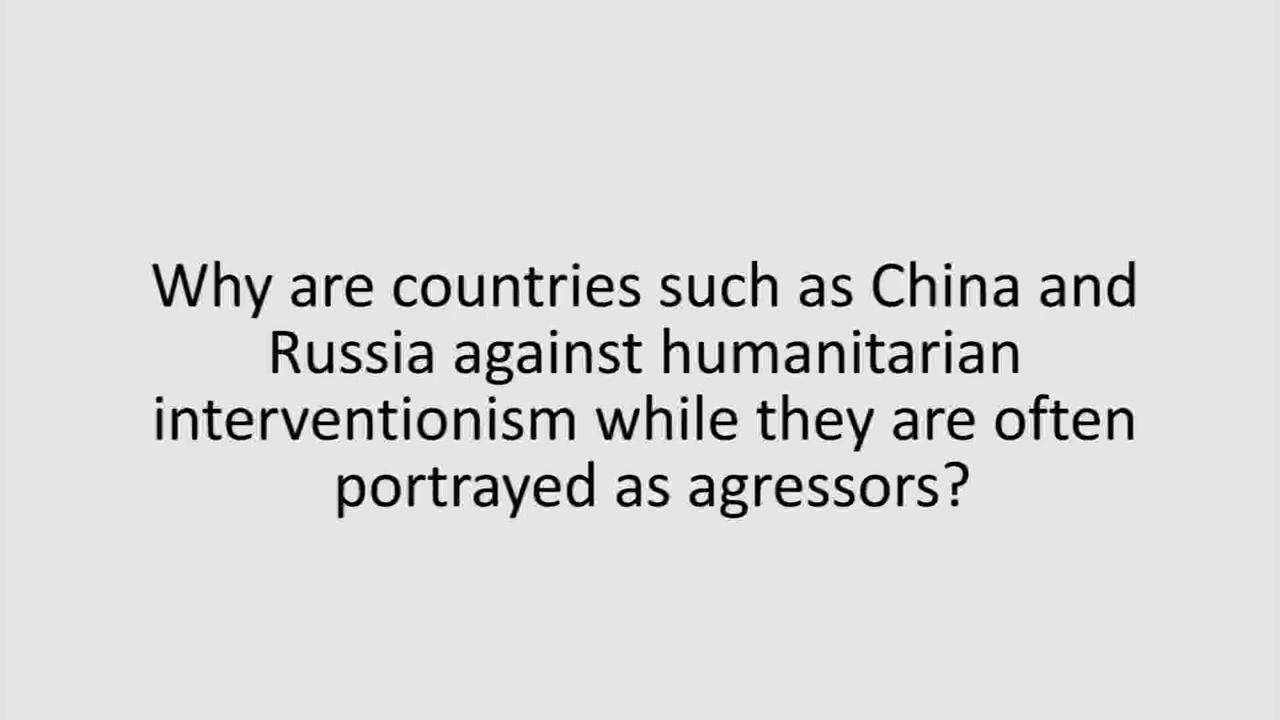 Why are countries such as China and
Russia against humanitarian
interventionism while they are often
portrayed as agressors?